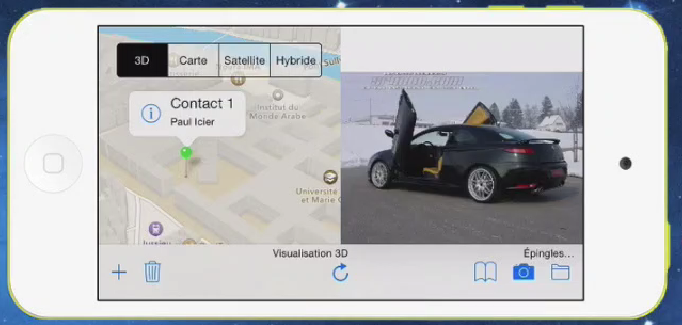 3D
Carte
Satellite
Hybride
Contact 1
Paul Icier
Institut du
Monde Arabe
Université
et Marie
Jussieu
Visualisation 3D
Épingles...